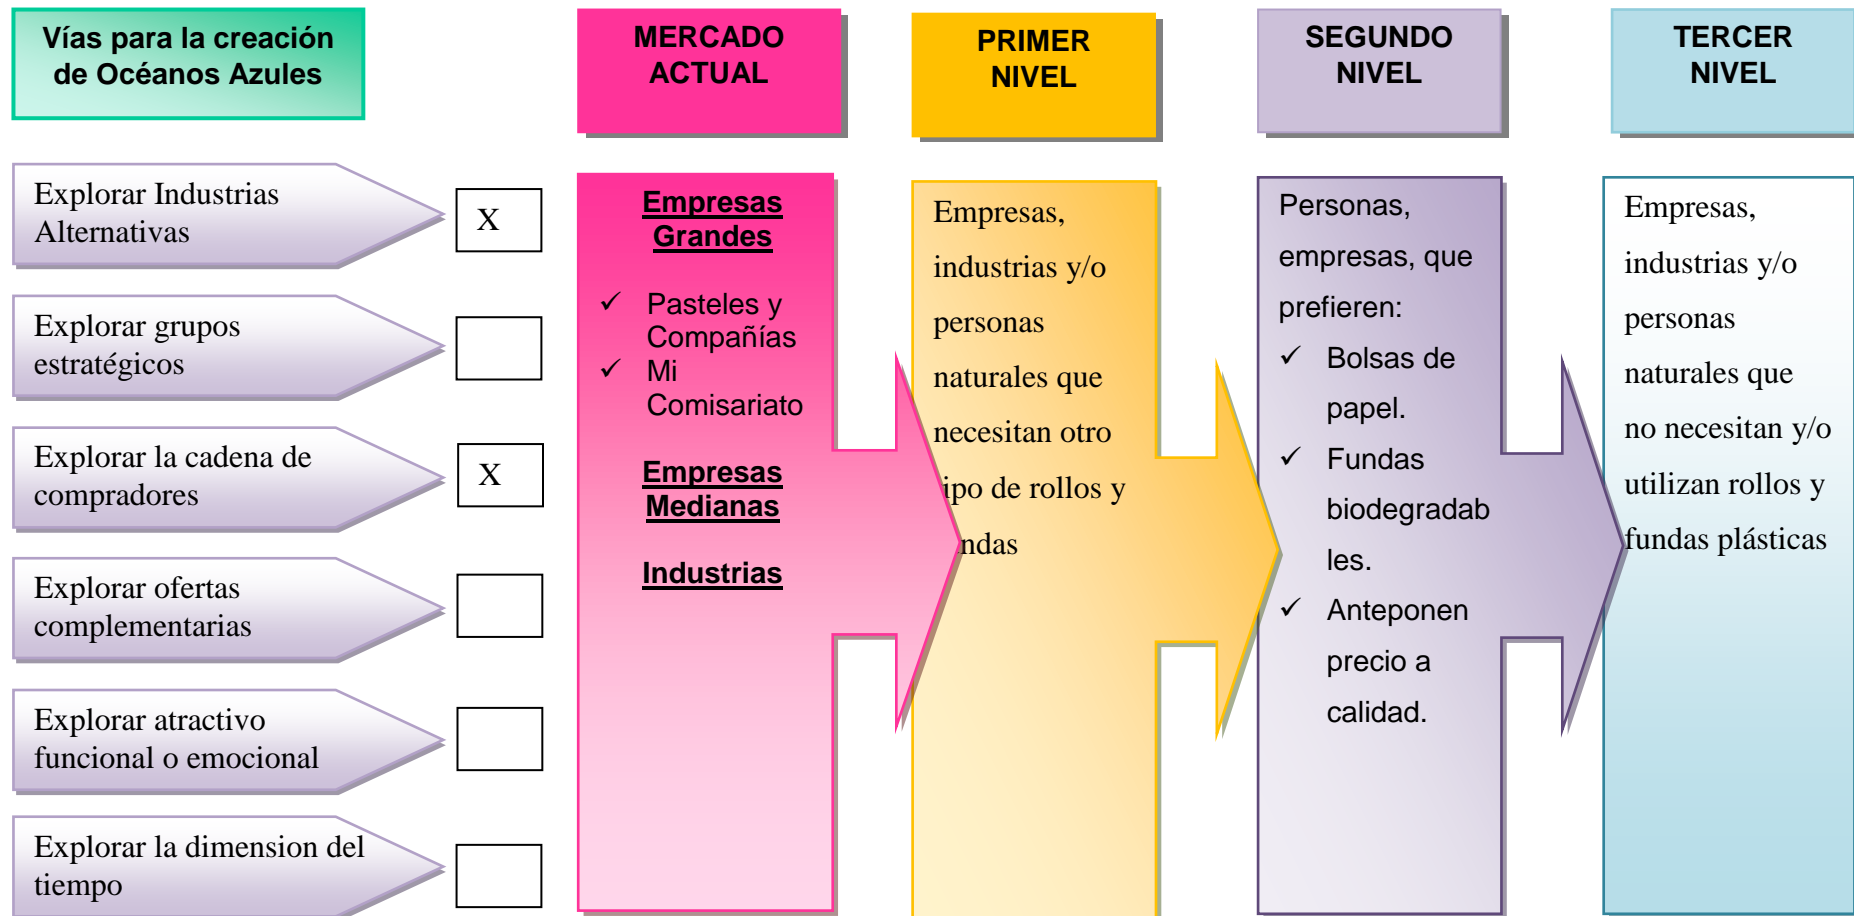 Vías para la creación
de Océanos Azules
MERCADO
ACTUAL
PRIMER
NIVEL
SEGUNDO
NIVEL
TERCER
NIVEL
Explorar Industrias
Alternativas
X
Explorar grupos
estratégicos
Explorar la cadena de
compradores
X
Explorar ofertas
complementarias
Explorar atractivo
funcional o emocional
Explorar la dimension del
tiempo
Empresas
Grandes
✓ Pasteles y
Compañías
✓ Mi
Comisariato
Empresas
Medianas
Industrias
Empresas,
industrias y/o
personas
naturales que
necesitan otro
ipo de rollos y
ndas
Personas,
empresas, que
prefieren:
✓ Bolsas de
papel.
✓ Fundas
biodegradab
les.
✓ Anteponen
precio a
calidad.
Empresas,
industrias y/o
personas
naturales que
no necesitan y/o
utilizan rollos y
fundas plásticas